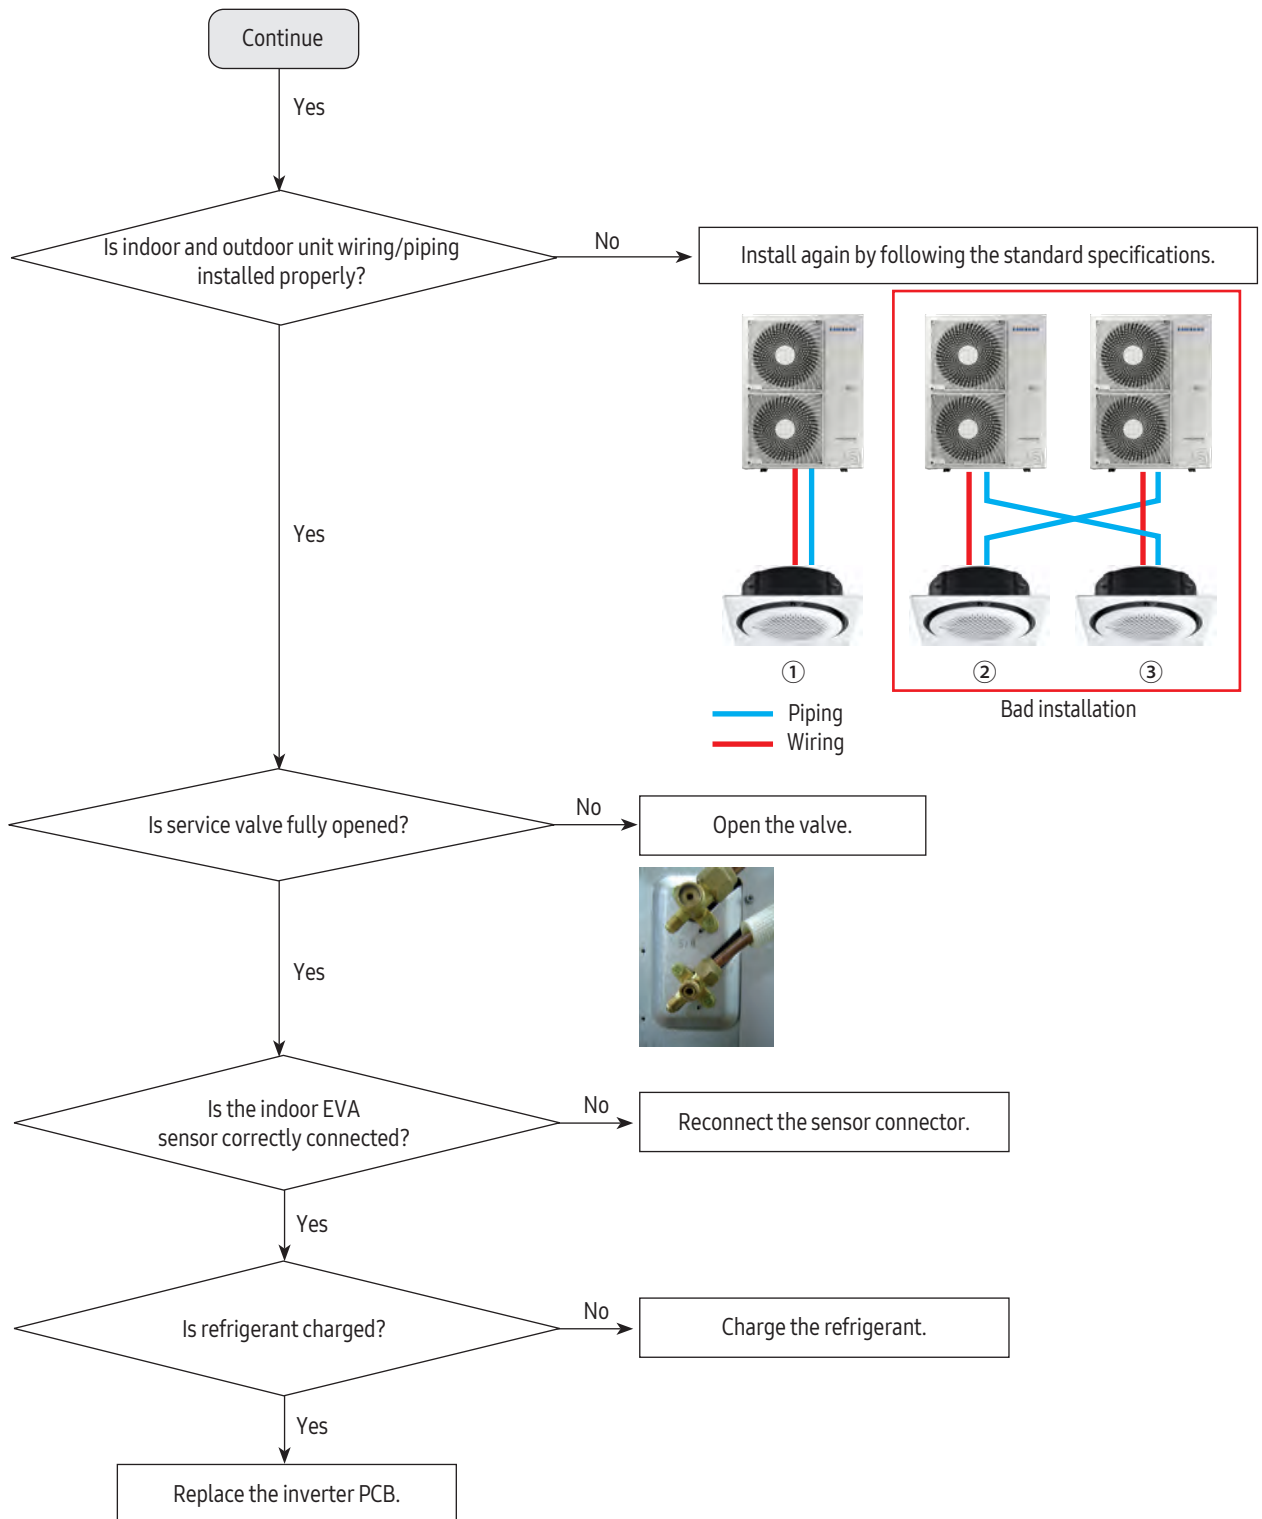 Continue
Yes
Is indoor and outdoor unit wiring/piping
installed properly?
No
Install again by following the standard specifications.
SAMSUNG
SAMSUNG
SAMSUNG
Yes
①
②
③
Piping
Wiring
Bad installation
Is service valve fully opened?
No
Open the valve.
Yes
Is the indoor EVA
sensor correctly connected?
No
Reconnect the sensor connector.
Yes
Is refrigerant charged?
No
Charge the refrigerant.
Yes
Replace the inverter PCB.